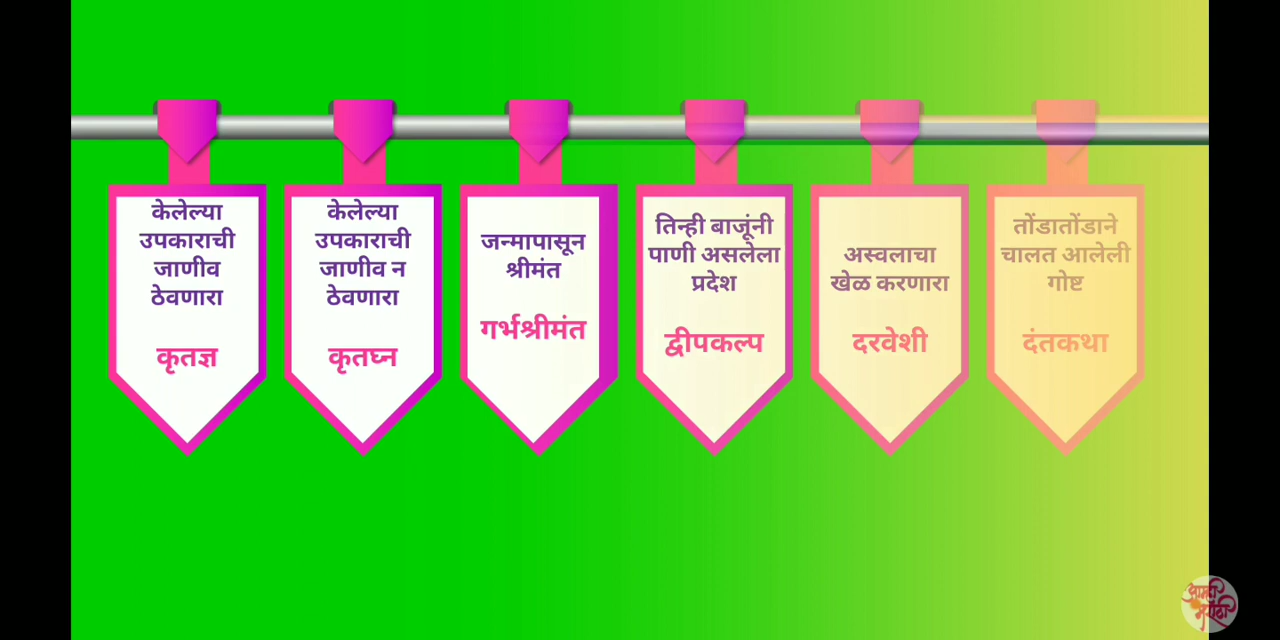 केलेल्या
उपकाराची
जाणीव
ठेवणारा
कृतज्ञ
केलेल्या
उपकाराची
जाणीव न
ठेवणारा
कृतघ्न
जन्मापासून
श्रीमंत
गर्भश्रीमंत
तिन्ही बाजूंनी
पाणी असलेला
प्रदेश
द्वीपकल्प
अस्वलाचा
खेळ करणारा
दरवेशी
तोंडातोंडाने
चालत आलेली
गोष्ट
दंतकथा
मराठी